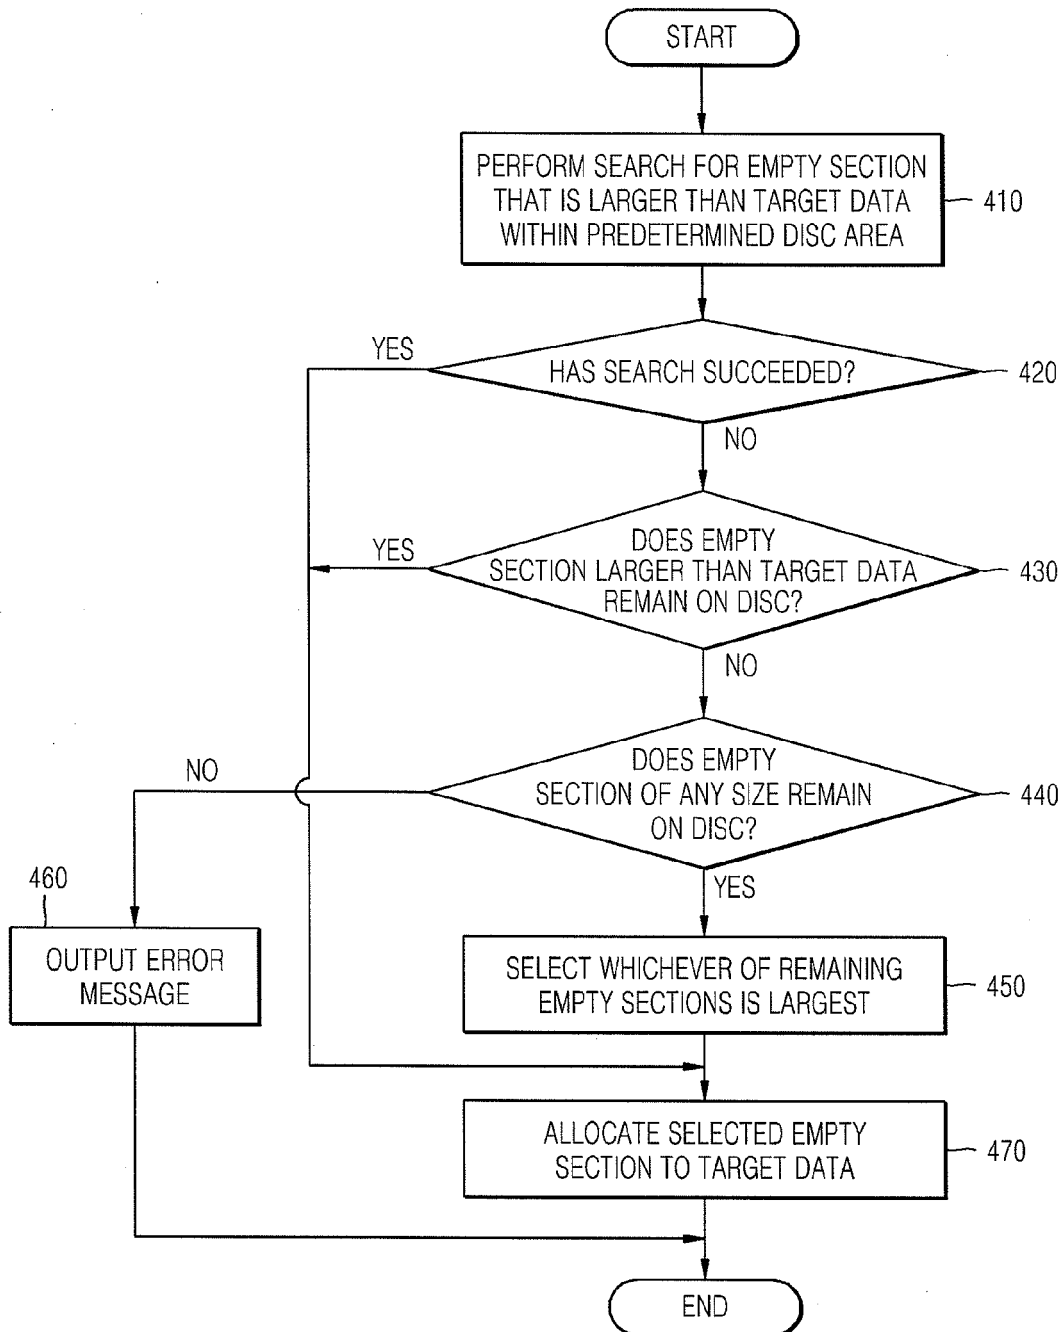 START
PERFORM SEARCH FOR EMPTY SECTION
THAT IS LARGER THAN TARGET DATA
WITHIN PREDETERMINED DISC AREA
410
YES
HAS SEARCH SUCCEEDED?
420
NO
YES
DOES EMPTY
SECTION LARGER THAN TARGET DATA
REMAIN ON DISC?
430
NO
NO
DOES EMPTY
SECTION OF ANY SIZE REMAIN
ON DISC?
440
YES
460
OUTPUT ERROR
MESSAGE
SELECT WHICHEVER OF REMAINING
EMPTY SECTIONS IS LARGEST
450
ALLOCATE SELECTED EMPTY
SECTION TO TARGET DATA
470
END